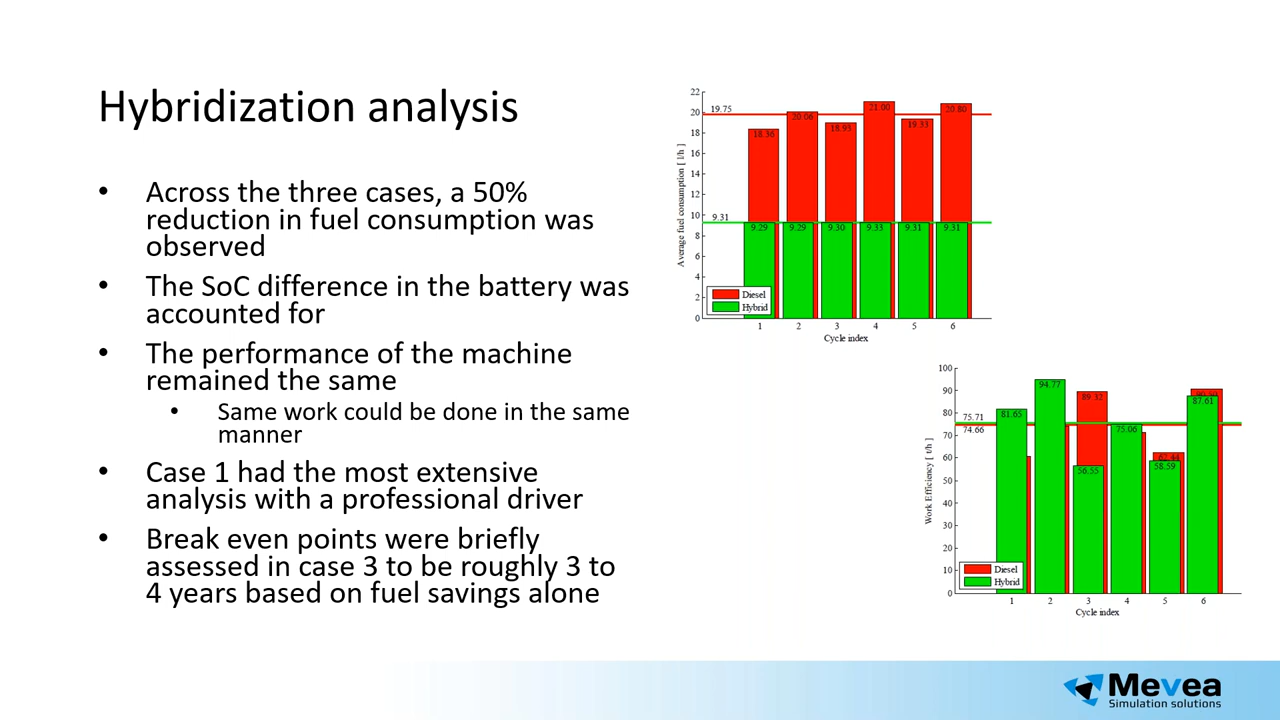 Hybridization analysis
• Across the three cases, a 50%
reduction in fuel consumption was
observed
• The SoC difference in the battery was
accounted for
• The performance of the machine
remained the same
• Same work could be done in the same
manner
• Case 1 had the most extensive
analysis with a professional driver
• Break even points were briefly
assessed in case 3 to be roughly 3 to
4 years based on fuel savings alone
Average fuel consumption [ l/h ]
22
20
18
16
14
12
10
8
6
4
2
0
19.75
9.31
18.36
20.06
18.93
21.00
19.33
20.80
9.29
9.29
9.30
9.33
9.31
9.31
Diesel
Hybrid
1 2 3 4 5 6
Cycle index
Work Efficiency [ t/h ]
100
90
80
70
60
50
40
30
20
10
0
75.71
74.66
81.65
94.77
89.32
56.55
75.06
62.44
58.59
87.61
Diesel
Hybrid
1 2 3 4 5 6
Cycle index
Mevea
Simulation solutions